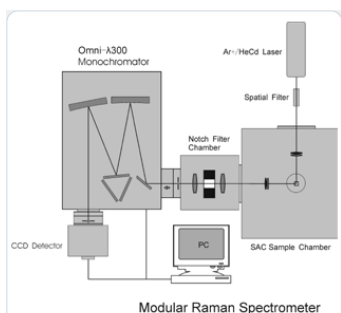 Omni-λ300
Monochromator
Ar+/HeCd Laser
Spatial Filter
Notch Filter
Chamber
CCD Detector
PC
SAC Sample Chamber
Modular Raman Spectrometer